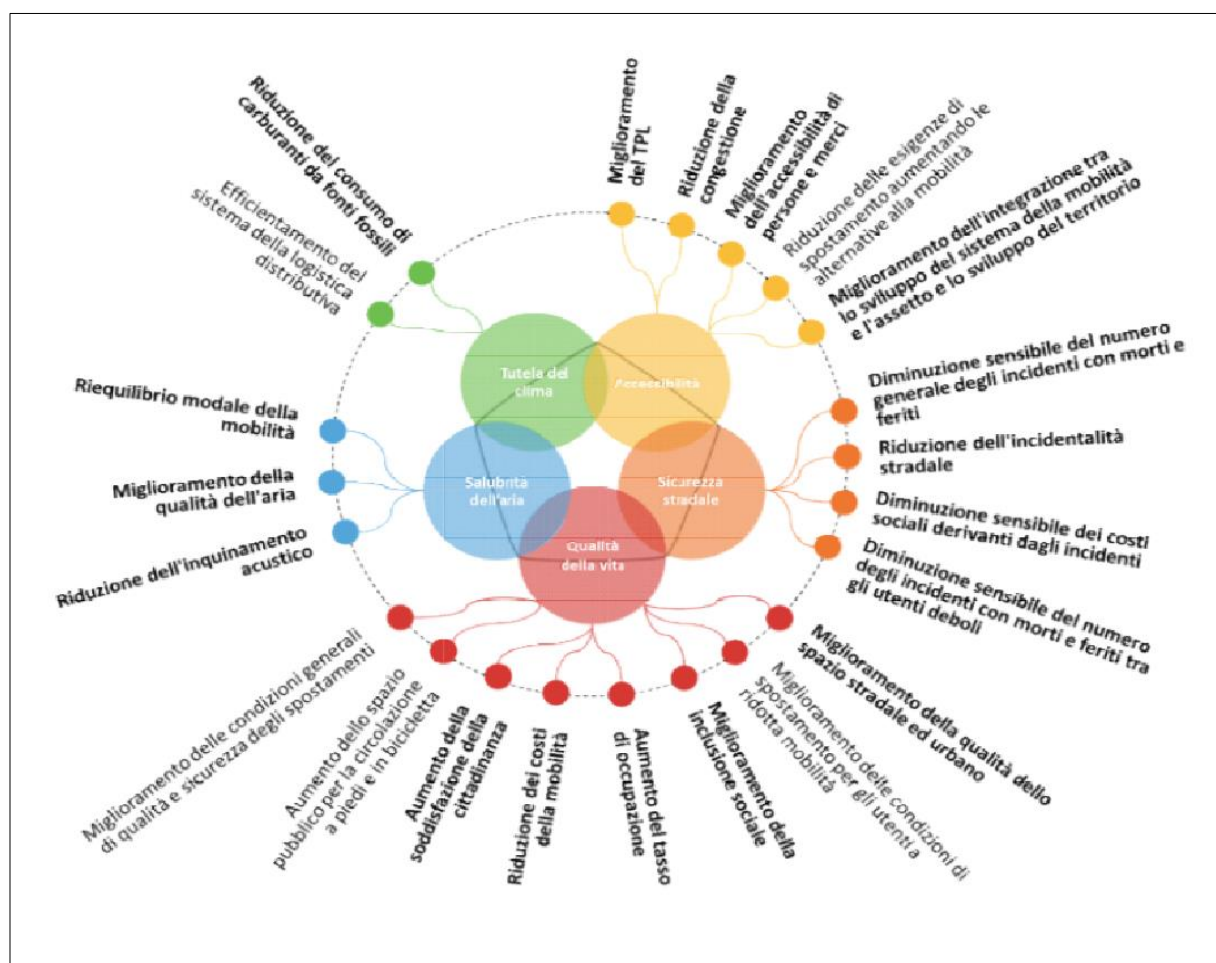 Riduzione del consumo di
carburanti da fonti fossili
Efficientamento del
sistema della logistica
distributiva
Riequilibrio modale della
mobilità
Miglioramento della
qualità dell'aria
Riduzione dell'inquinamento
acustico
Miglioramento
del TPL
Riduzione della
congestione
Miglioramento
dell'accessibilità di
persone e merci
Riduzione delle esigenze di
spostamento aumentando le
alternative alla mobilità
Miglioramento dell'integrazione tra
lo sviluppo del sistema della mobilità
e l'assetto e lo sviluppo del territorio
Diminuzione sensibile del numero
generale degli incidenti con morti e
feriti
Riduzione dell'incidentalità
stradale
Diminuzione sensibile dei costi
sociali derivanti dagli incidenti
Diminuzione sensibile del numero
degli incidenti con morti e feriti tra
gli utenti deboli
Tutela del
clima
Accessibilità
Salubrità
dell'aria
Sicurezza
stradale
Qualità
della vita
Miglioramento delle condizioni generali
di qualità e sicurezza degli spostamenti
Aumento dello spazio
pubblico per la circolazione
a piedi e in bicicletta
Aumento della
soddisfazione della
cittadinanza
Riduzione dei costi
della mobilità
Aumento del tasso
di occupazione
Miglioramento della
inclusione sociale
Miglioramento delle condizioni di
spostamento per gli utenti a
ridotta mobilità
Miglioramento della qualità dello
spazio stradale ed urbano